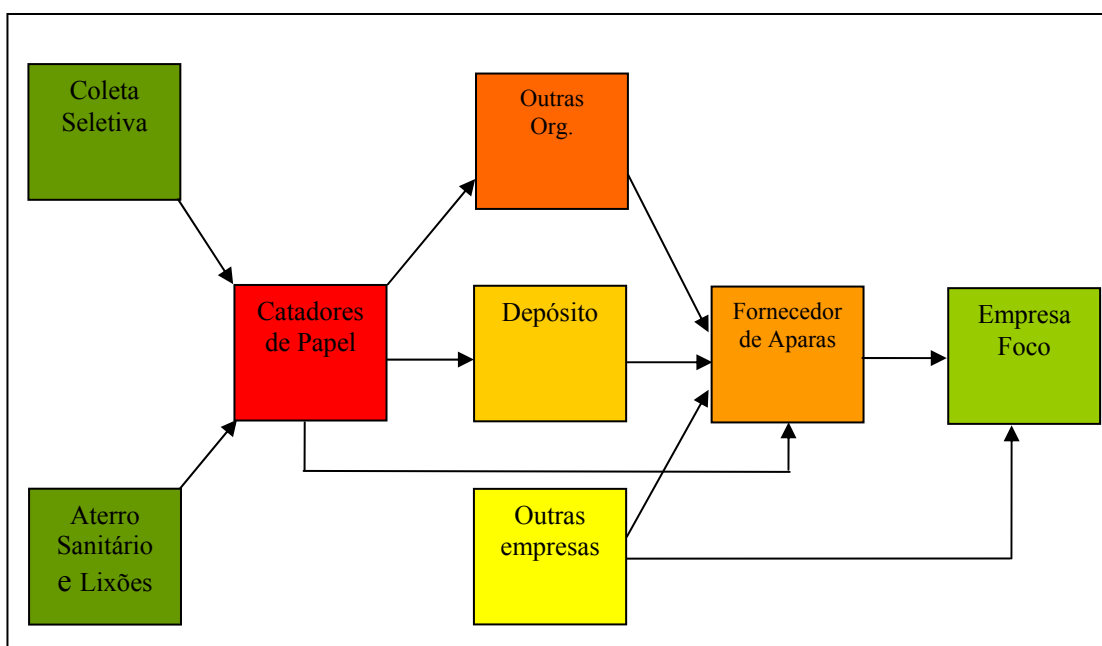 Coleta
Seletiva
Outras
Org.
Catadores
de Papel
Depósito
Fornecedor
de Aparas
Empresa
Foco
Aterro
Sanitário
e Lixões
Outras
empresas